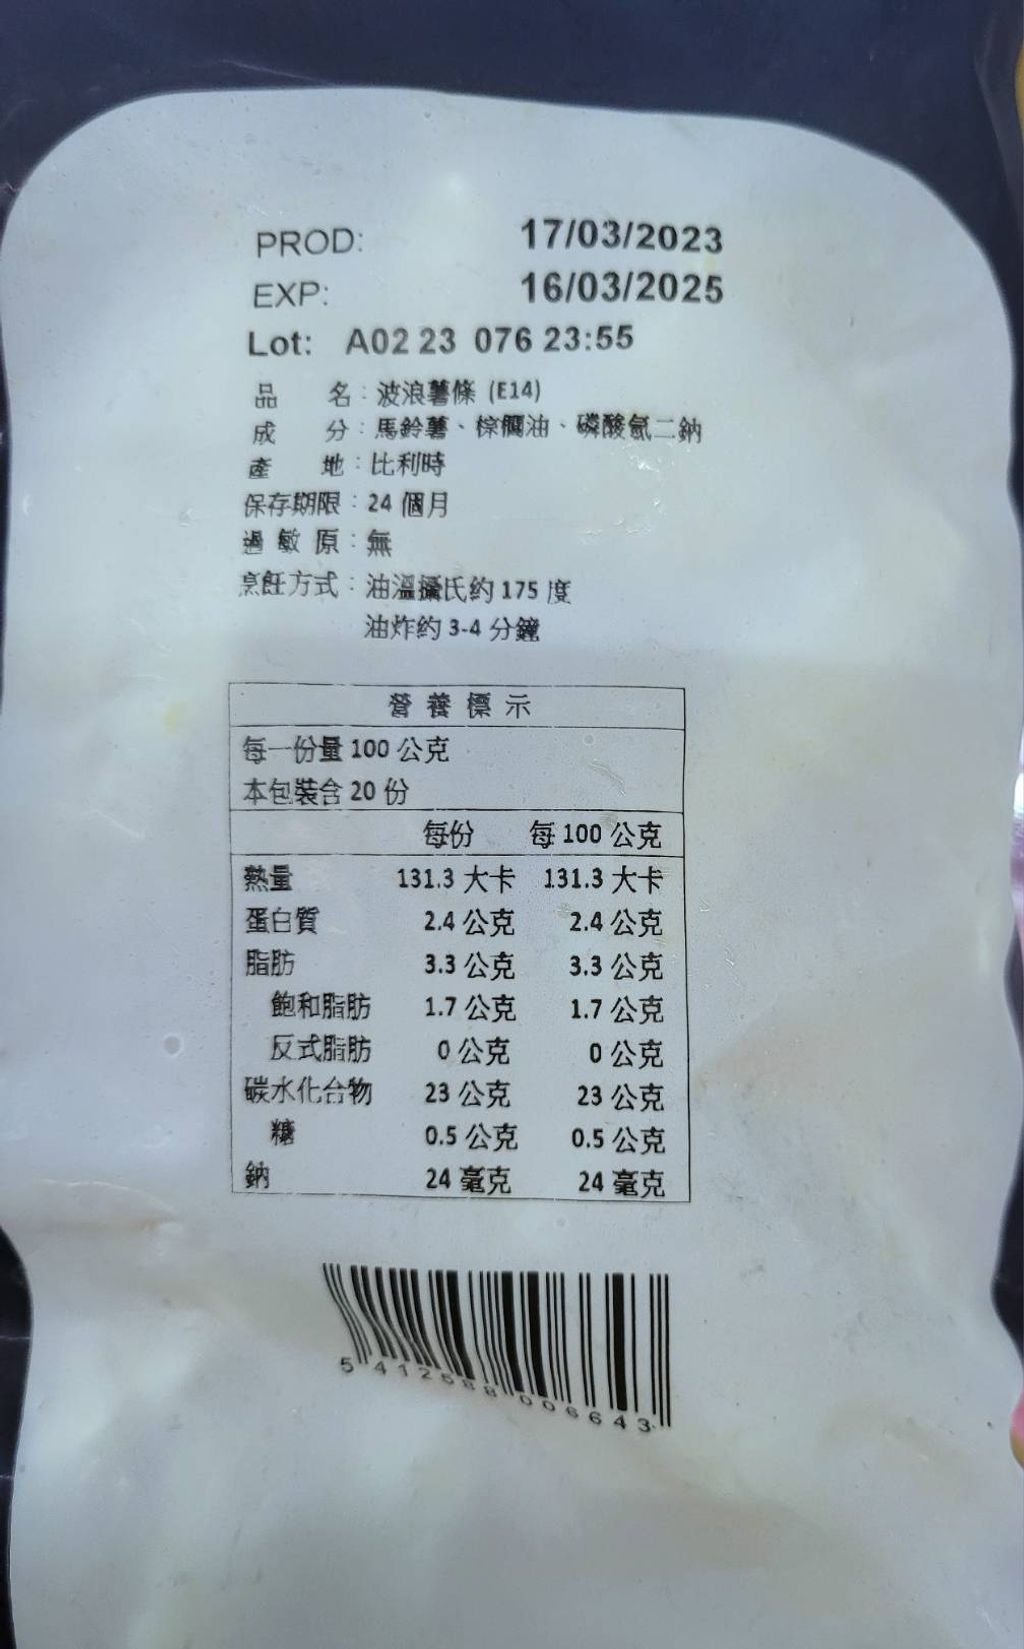 PROD: 17/03/2023
EXP: 16/03/2025
Lot: A02 23 076 23:55
品 名：波浪薯條 (E14)
成 分：馬鈴薯、棕櫚油、磷酸氫二鈉
產 地：比利時
保存期限：24 個月
過 敏 原：無
烹飪方式：油溫攝氏約 175 度
油炸約 3-4 分鐘
營 養 標 示
每一份量 100 公克
本包裝含 20 份
每份 每 100 公克
熱量 131.3 大卡 131.3 大卡
蛋白質 2.4 公克 2.4 公克
脂肪 3.3 公克 3.3 公克
飽和脂肪 1.7 公克 1.7 公克
反式脂肪 0 公克 0 公克
碳水化合物 23 公克 23 公克
糖 0.5 公克 0.5 公克
鈉 24 毫克 24 毫克
5 412588 006643